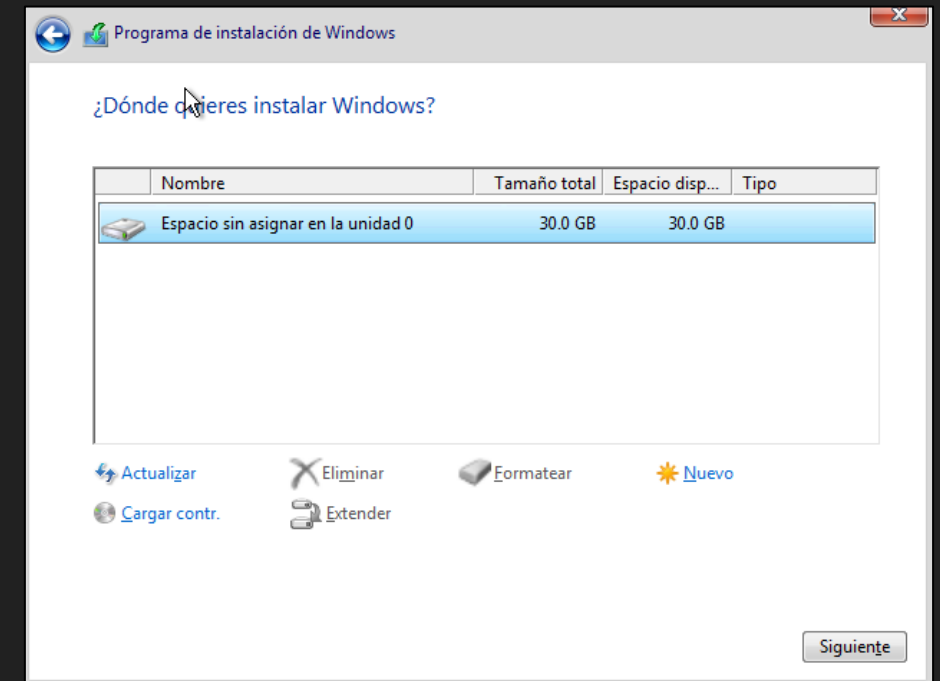 Programa de instalación de Windows
¿Dónde quieres instalar Windows?
Nombre Tamaño total Espacio disp... Tipo
Espacio sin asignar en la unidad 0 30.0 GB 30.0 GB
Actualizar Eliminar Formatear Nuevo
Cargar contr. Extender
Siguiente